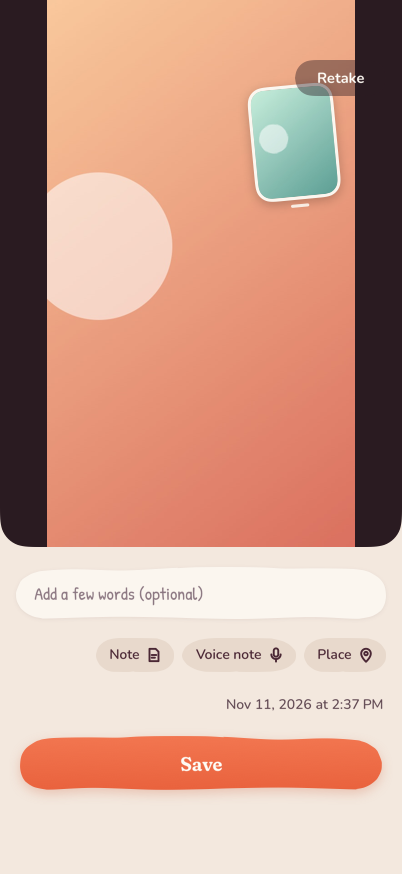 Retake
Add a few words (optional)
Note
Voice note
Place
Nov 11, 2026 at 2:37 PM
Save